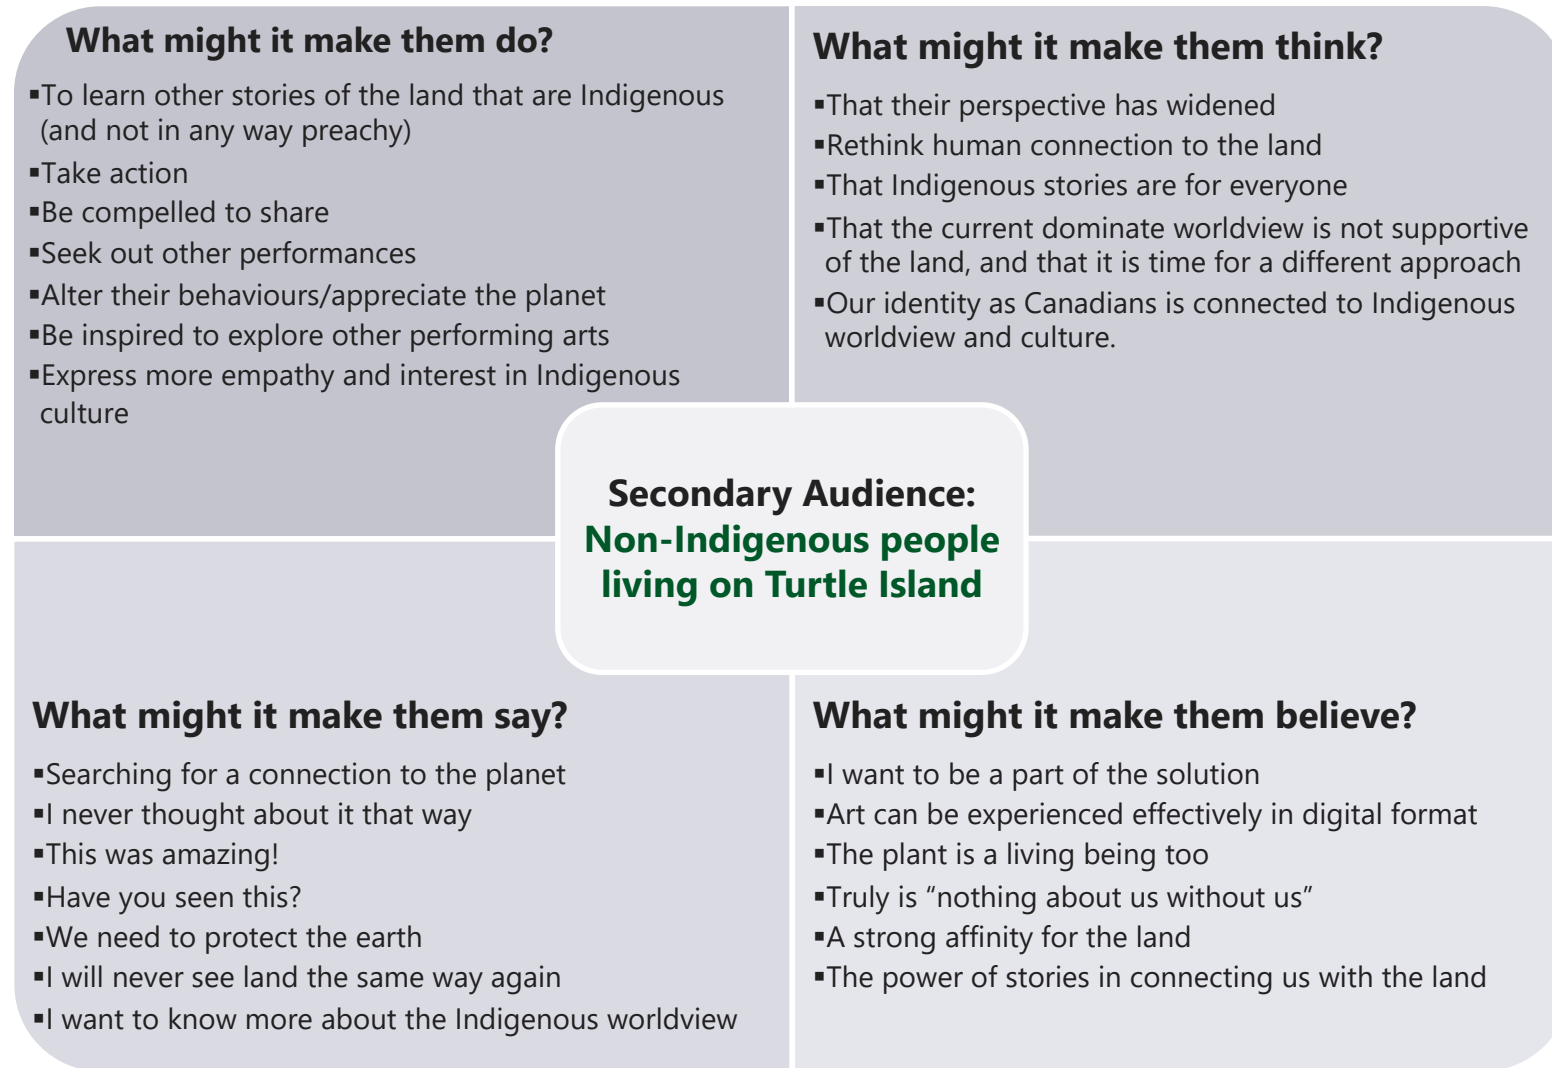 What might it make them do?
▪To learn other stories of the land that are Indigenous
(and not in any way preachy)
▪Take action
▪Be compelled to share
▪Seek out other performances
▪Alter their behaviours/appreciate the planet
▪Be inspired to explore other performing arts
▪Express more empathy and interest in Indigenous
culture
What might it make them think?
▪That their perspective has widened
▪Rethink human connection to the land
▪That Indigenous stories are for everyone
▪That the current dominate worldview is not supportive
of the land, and that it is time for a different approach
▪Our identity as Canadians is connected to Indigenous
worldview and culture.
Secondary Audience:
Non-Indigenous people
living on Turtle Island
What might it make them say?
▪Searching for a connection to the planet
▪I never thought about it that way
▪This was amazing!
▪Have you seen this?
▪We need to protect the earth
▪I will never see land the same way again
▪I want to know more about the Indigenous worldview
What might it make them believe?
▪I want to be a part of the solution
▪Art can be experienced effectively in digital format
▪The plant is a living being too
▪Truly is “nothing about us without us”
▪A strong affinity for the land
▪The power of stories in connecting us with the land